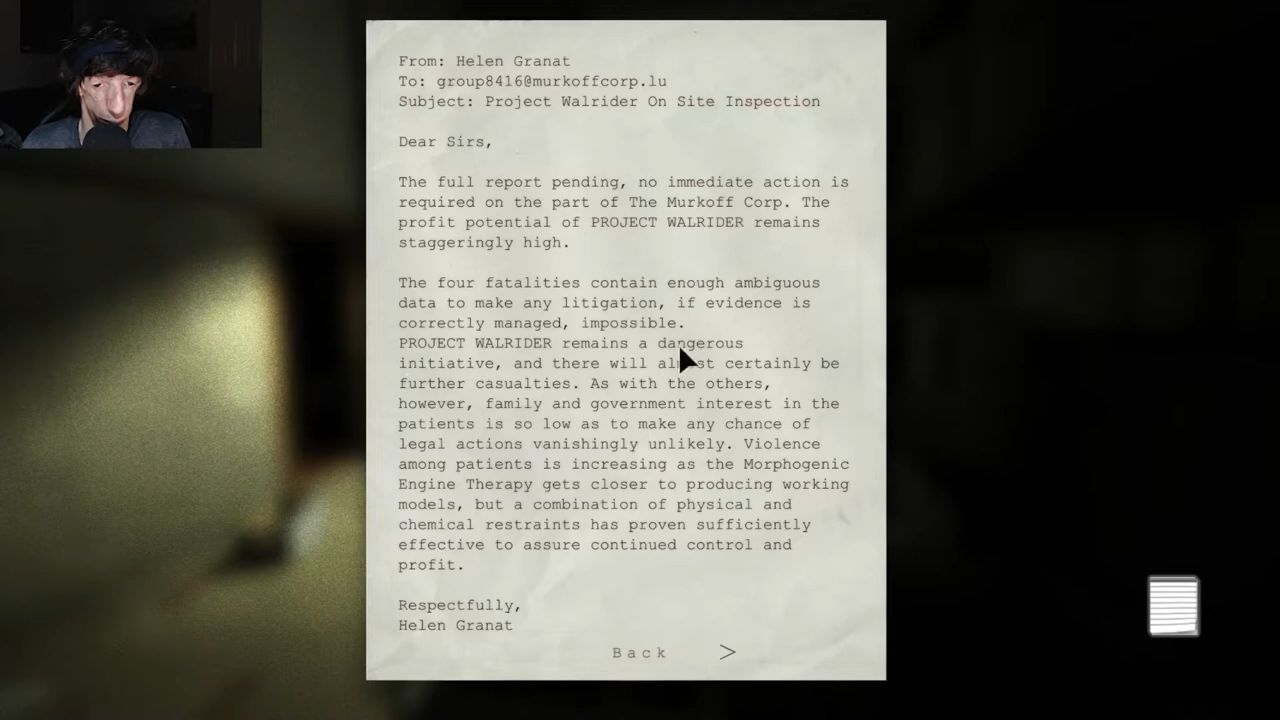 From: Helen Granat
To: group8416@murkoffcorp.lu
Subject: Project Walrider On Site Inspection
Dear Sirs,
The full report pending, no immediate action is
required on the part of The Murkoff Corp. The
profit potential of PROJECT WALRIDER remains
staggeringly high.
The four fatalities contain enough ambiguous
data to make any litigation, if evidence is
correctly managed, impossible.
PROJECT WALRIDER remains a dangerous
initiative, and there will almost certainly be
further casualties. As with the others,
however, family and government interest in the
patients is so low as to make any chance of
legal actions vanishingly unlikely. Violence
among patients is increasing as the Morphogenic
Engine Therapy gets closer to producing working
models, but a combination of physical and
chemical restraints has proven sufficiently
effective to assure continued control and
profit.
Respectfully,
Helen Granat
Back >